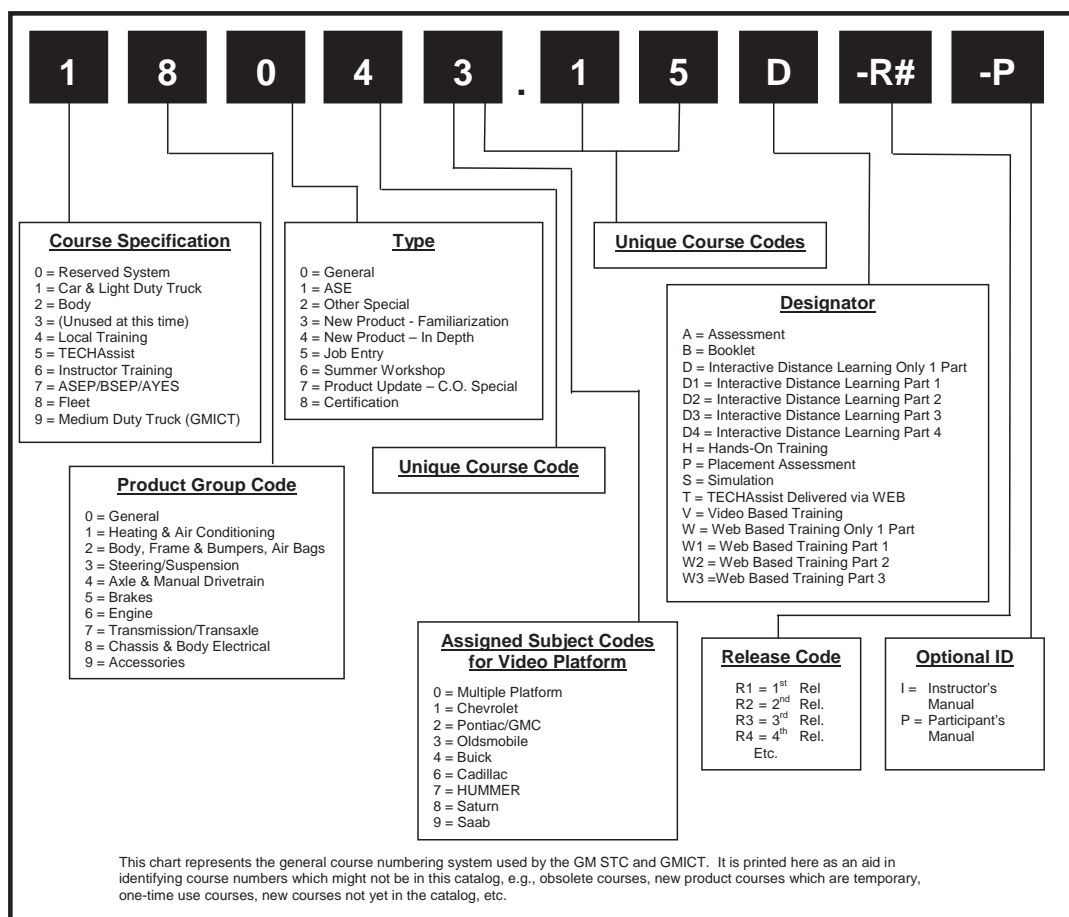 1 8 0 4 3 . 1 5 D -R# -P
Course Specification
0 = Reserved System
1 = Car & Light Duty Truck
2 = Body
3 = (Unused at this time)
4 = Local Training
5 = TECHAssist
6 = Instructor Training
7 = ASEP/BSEP/AYES
8 = Fleet
9 = Medium Duty Truck (GMICT)
Type
0 = General
1 = ASE
2 = Other Special
3 = New Product - Familiarization
4 = New Product – In Depth
5 = Job Entry
6 = Summer Workshop
7 = Product Update – C.O. Special
8 = Certification
Unique Course Codes
Designator
A = Assessment
B = Booklet
D = Interactive Distance Learning Only 1 Part
D1 = Interactive Distance Learning Part 1
D2 = Interactive Distance Learning Part 2
D3 = Interactive Distance Learning Part 3
D4 = Interactive Distance Learning Part 4
H = Hands-On Training
P = Placement Assessment
S = Simulation
T = TECHAssist Delivered via WEB
V = Video Based Training
W = Web Based Training Only 1 Part
W1 = Web Based Training Part 1
W2 = Web Based Training Part 2
W3 =Web Based Training Part 3
Product Group Code
0 = General
1 = Heating & Air Conditioning
2 = Body, Frame & Bumpers, Air Bags
3 = Steering/Suspension
4 = Axle & Manual Drivetrain
5 = Brakes
6 = Engine
7 = Transmission/Transaxle
8 = Chassis & Body Electrical
9 = Accessories
Unique Course Code
Assigned Subject Codes
for Video Platform
0 = Multiple Platform
1 = Chevrolet
2 = Pontiac/GMC
3 = Oldsmobile
4 = Buick
6 = Cadillac
7 = HUMMER
8 = Saturn
9 = Saab
Release Code
R1 = 1st Rel
R2 = 2nd Rel.
R3 = 3rd Rel.
R4 = 4th Rel.
Etc.
Optional ID
I = Instructor's
Manual
P = Participant's
Manual
This chart represents the general course numbering system used by the GM STC and GMICT. It is printed here as an aid in
identifying course numbers which might not be in this catalog, e.g., obsolete courses, new product courses which are temporary,
one-time use courses, new courses not yet in the catalog, etc.